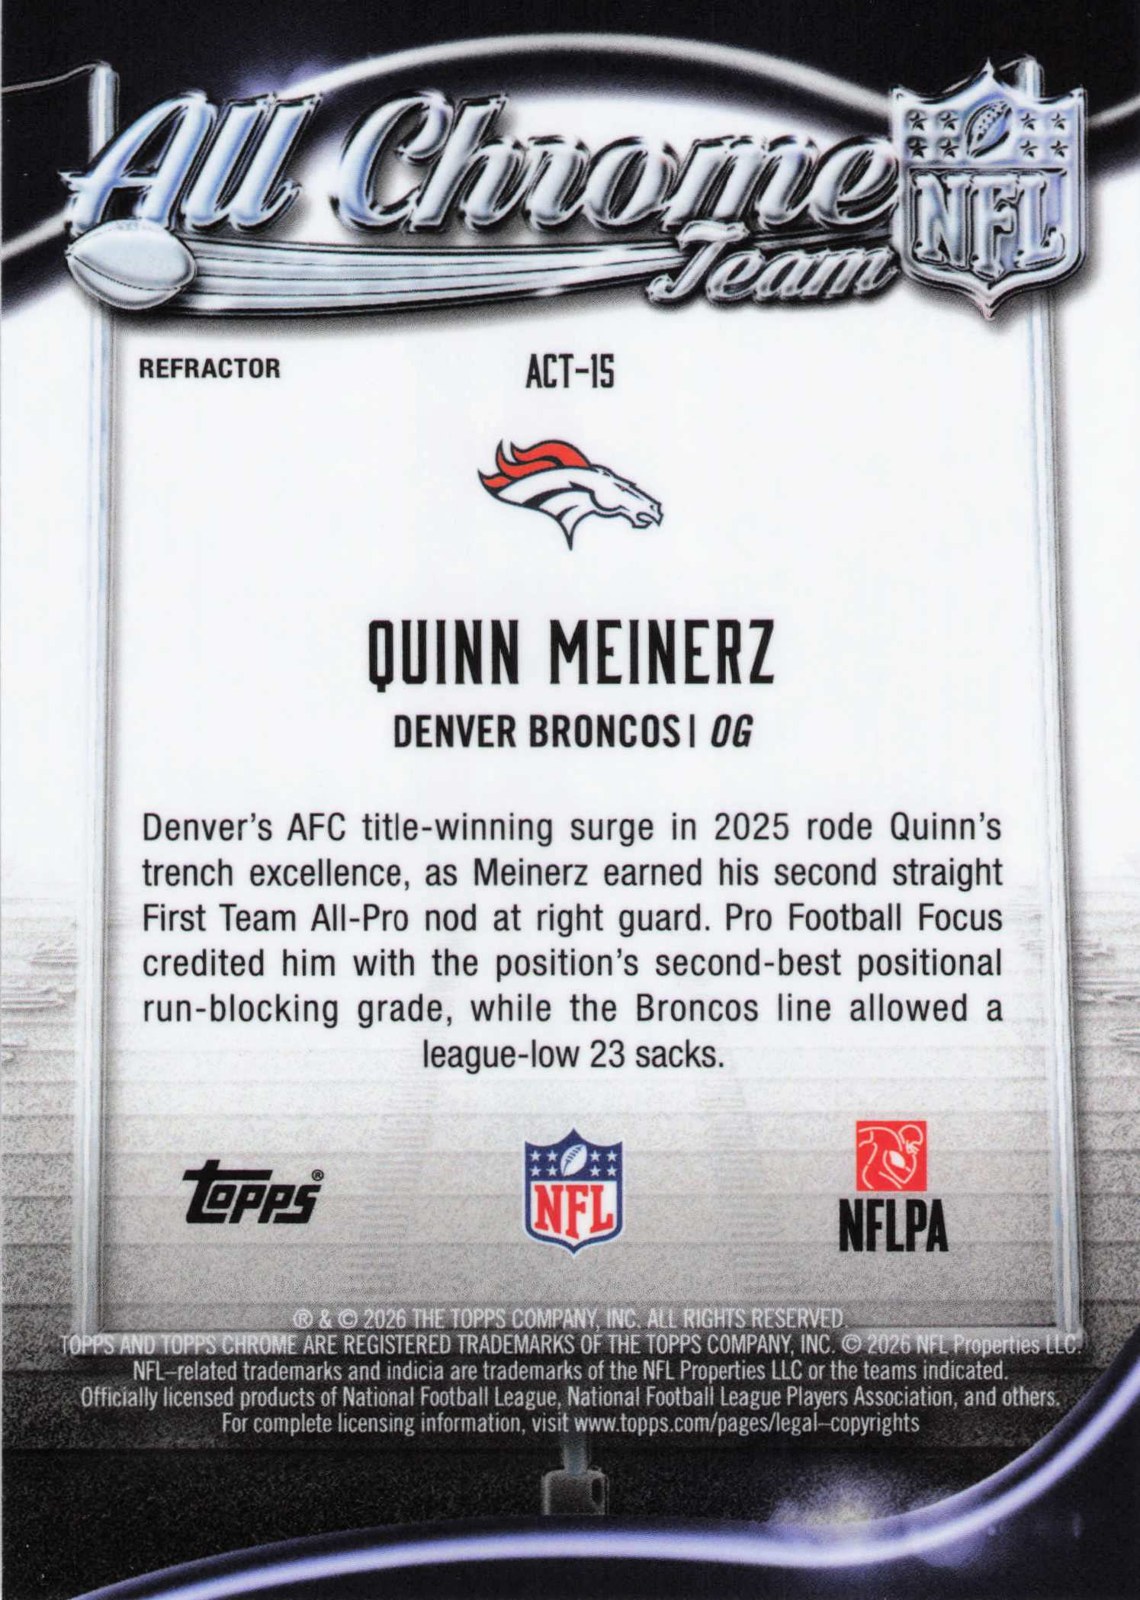 All Chrome
Team
NFL
REFRACTOR
ACT-15
QUINN MEINERZ
DENVER BRONCOS| OG
Denver's AFC title-winning surge in 2025 rode Quinn's
trench excellence, as Meinerz earned his second straight
First Team All-Pro nod at right guard. Pro Football Focus
credited him with the position's second-best positional
run-blocking grade, while the Broncos line allowed a
league-low 23 sacks.
topps®
NFL
NFLPA
® & © 2026 THE TOPPS COMPANY, INC. ALL RIGHTS RESERVED.
TOPPS AND TOPPS CHROME ARE REGISTERED TRADEMARKS OF THE TOPPS COMPANY, INC. © 2026 NFL Properties LLC.
NFL-related trademarks and indicia are trademarks of the NFL Properties LLC or the teams indicated.
Officially licensed products of National Football League, National Football League Players Association, and others.
For complete licensing information, visit www.topps.com/pages/legal-copyrights